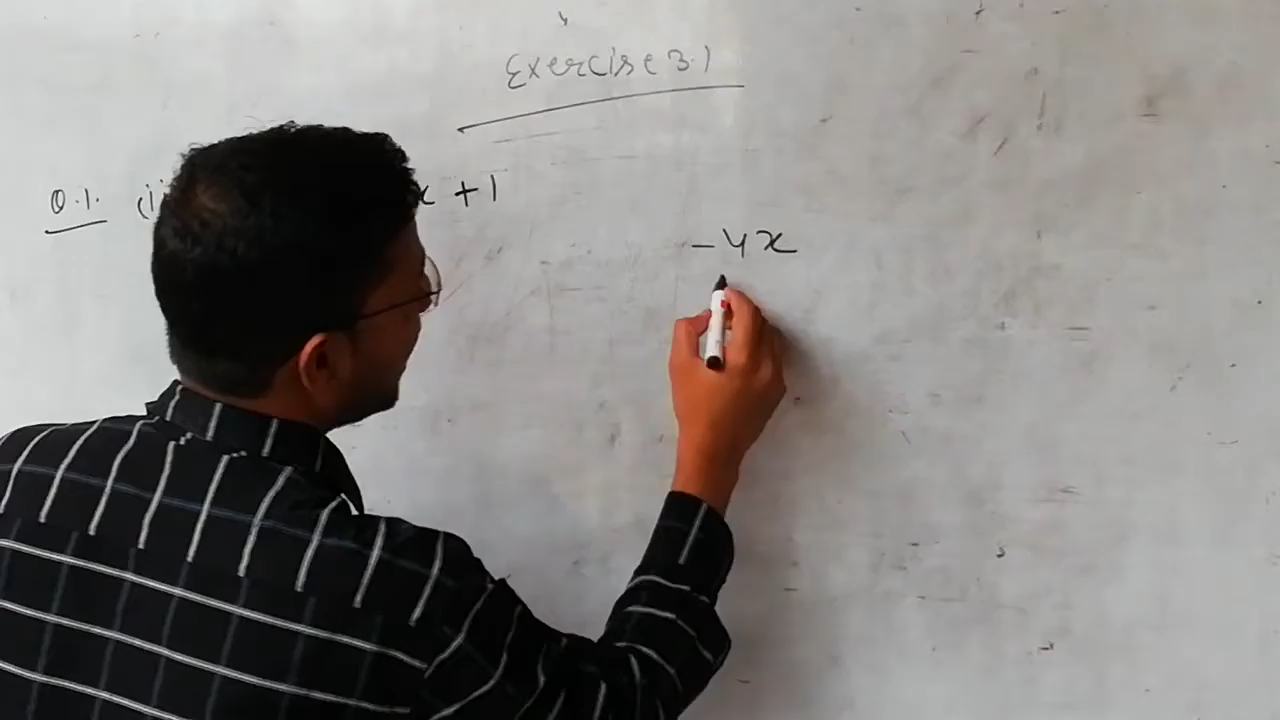 Exercise 3.1
Q.1. (i x + 1
- 4x